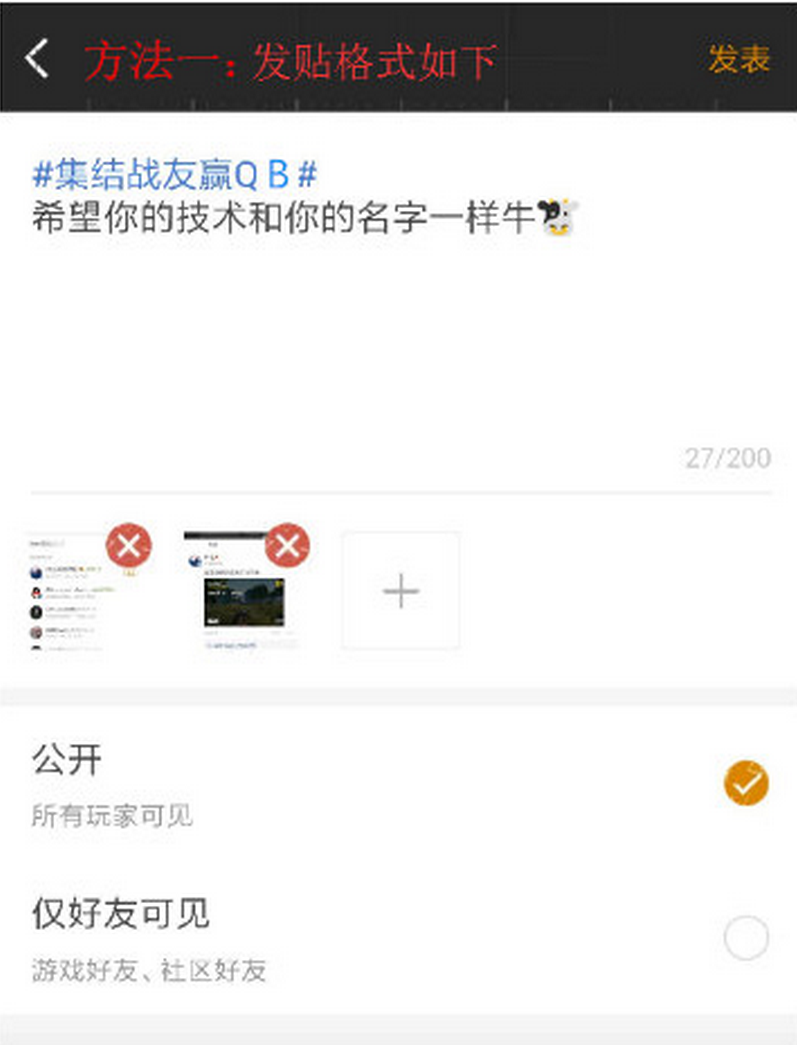 方法一：发贴格式如下
发表
#集结战友赢QB#
希望你的技术和你的名字一样牛🐮
27/200
公开
所有玩家可见
仅好友可见
游戏好友、社区好友